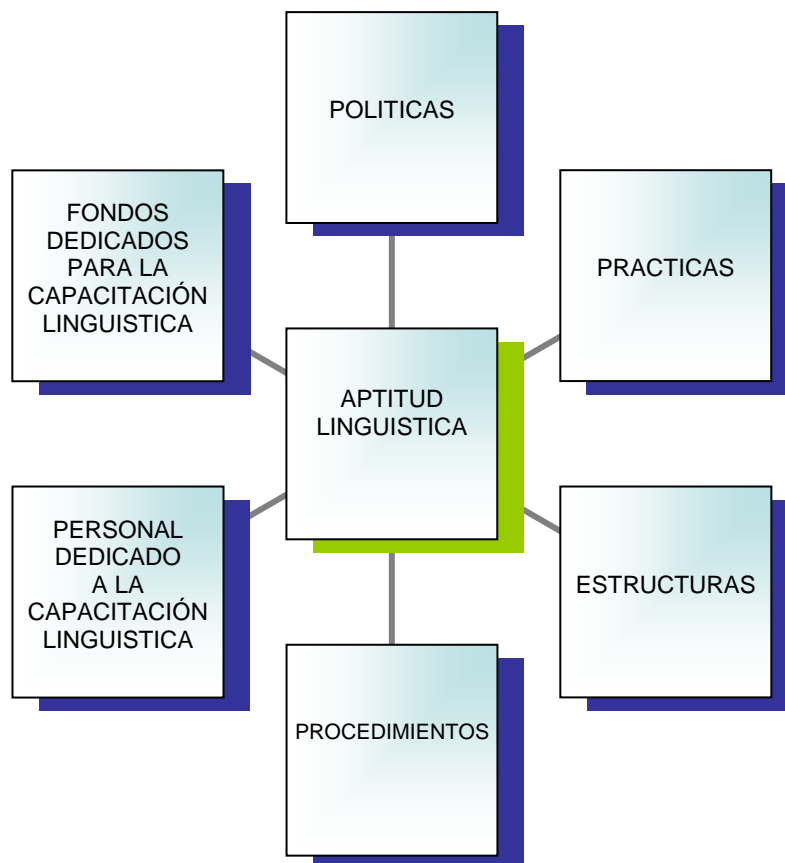 POLITICAS
FONDOS
DEDICADOS
PARA LA
CAPACITACIÓN
LINGUISTICA
PRACTICAS
APTITUD
LINGUISTICA
PERSONAL
DEDICADO
A LA
CAPACITACIÓN
LINGUISTICA
ESTRUCTURAS
PROCEDIMIENTOS